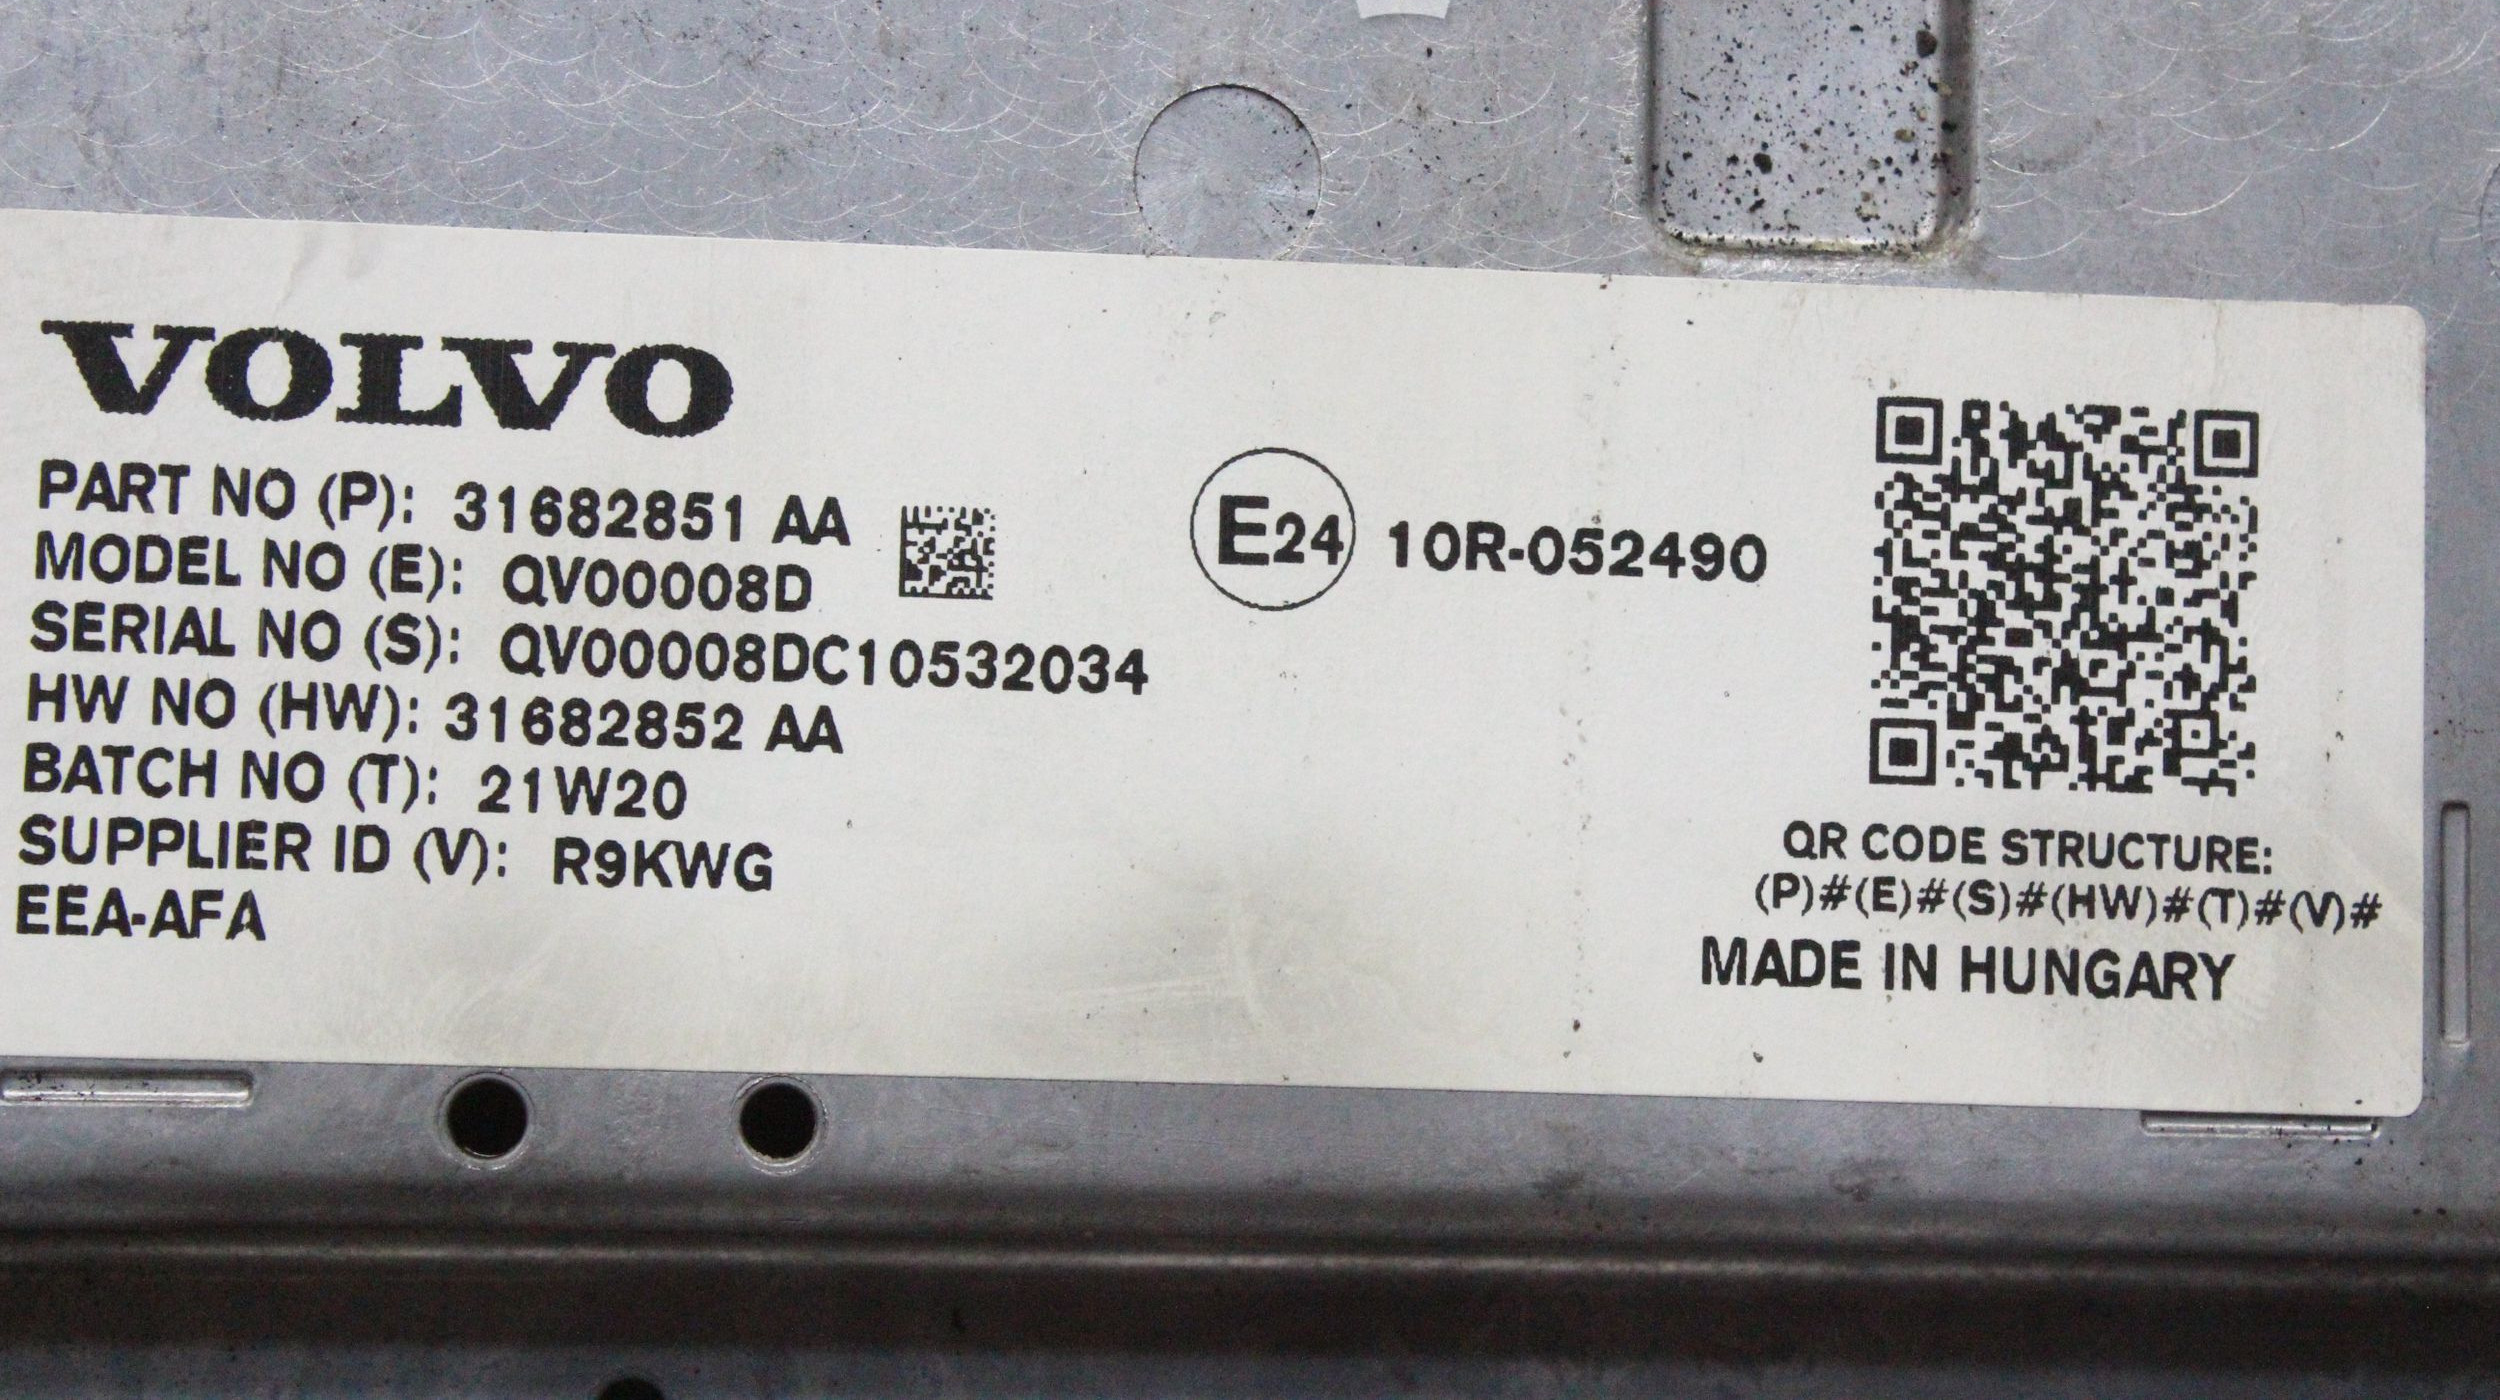 VOLVO
PART NO (P): 31682851 AA
MODEL NO (E): QV00008D
SERIAL NO (S): QV00008DC10532034
HW NO (HW): 31682852 AA
BATCH NO (T): 21W20
SUPPLIER ID (V): R9KWG
EEA-AFA
E24 10R-052490
QR CODE STRUCTURE:
(P)#(E)#(S)#(HW)#(T)#(V)#
MADE IN HUNGARY